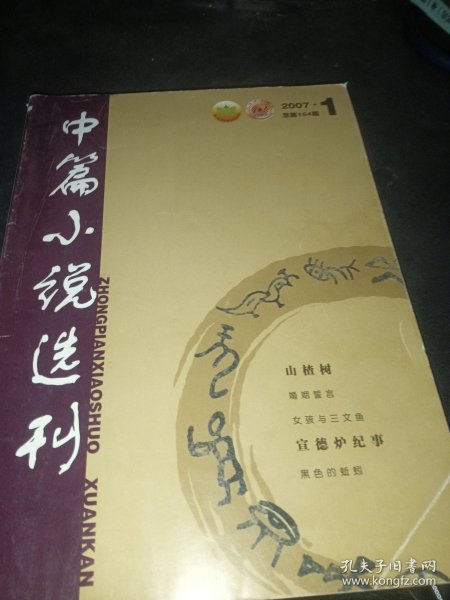 2007·1
总第154期
中篇小说选刊
ZHONGPIANXIAOSHUO XUANKAN
山楂树
婚姻誓言
女孩与三文鱼
宣德炉纪事
黑色的蚯蚓
孔夫子旧书网
www.kongfz.com